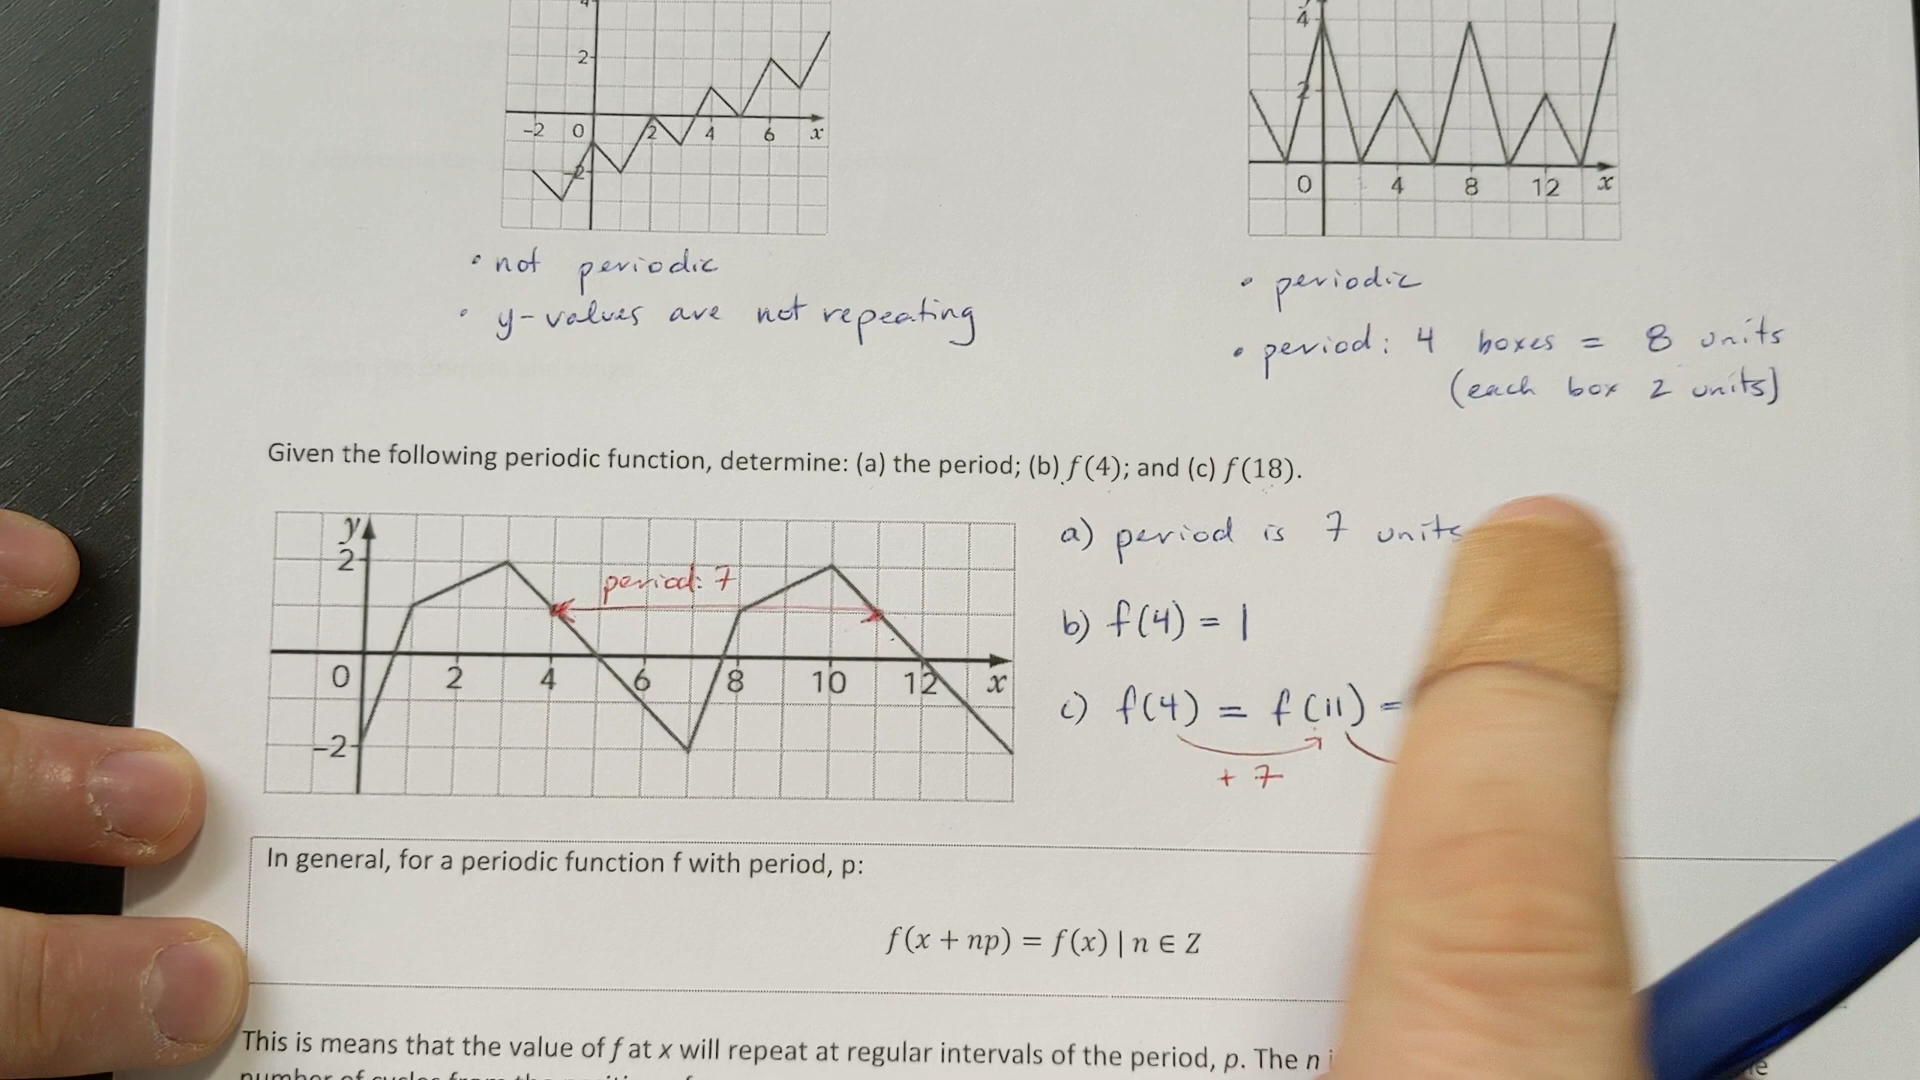 4
2
-2 0 2 4 6 x
-2
4
2
0 4 8 12 x
• not periodic
• y-values are not repeating
• periodic
• period: 4 boxes = 8 units
(each box 2 units)
Given the following periodic function, determine: (a) the period; (b) f(4); and (c) f(18).
y
2
period: 7
0 2 4 6 8 10 12 x
-2
a) period is 7 units
b) f(4) = 1
c) f(4) = f(11) =
+ 7
In general, for a periodic function f with period, p:
f(x + np) = f(x) | n ∈ Z
This is means that the value of f at x will repeat at regular intervals of the period, p. The n